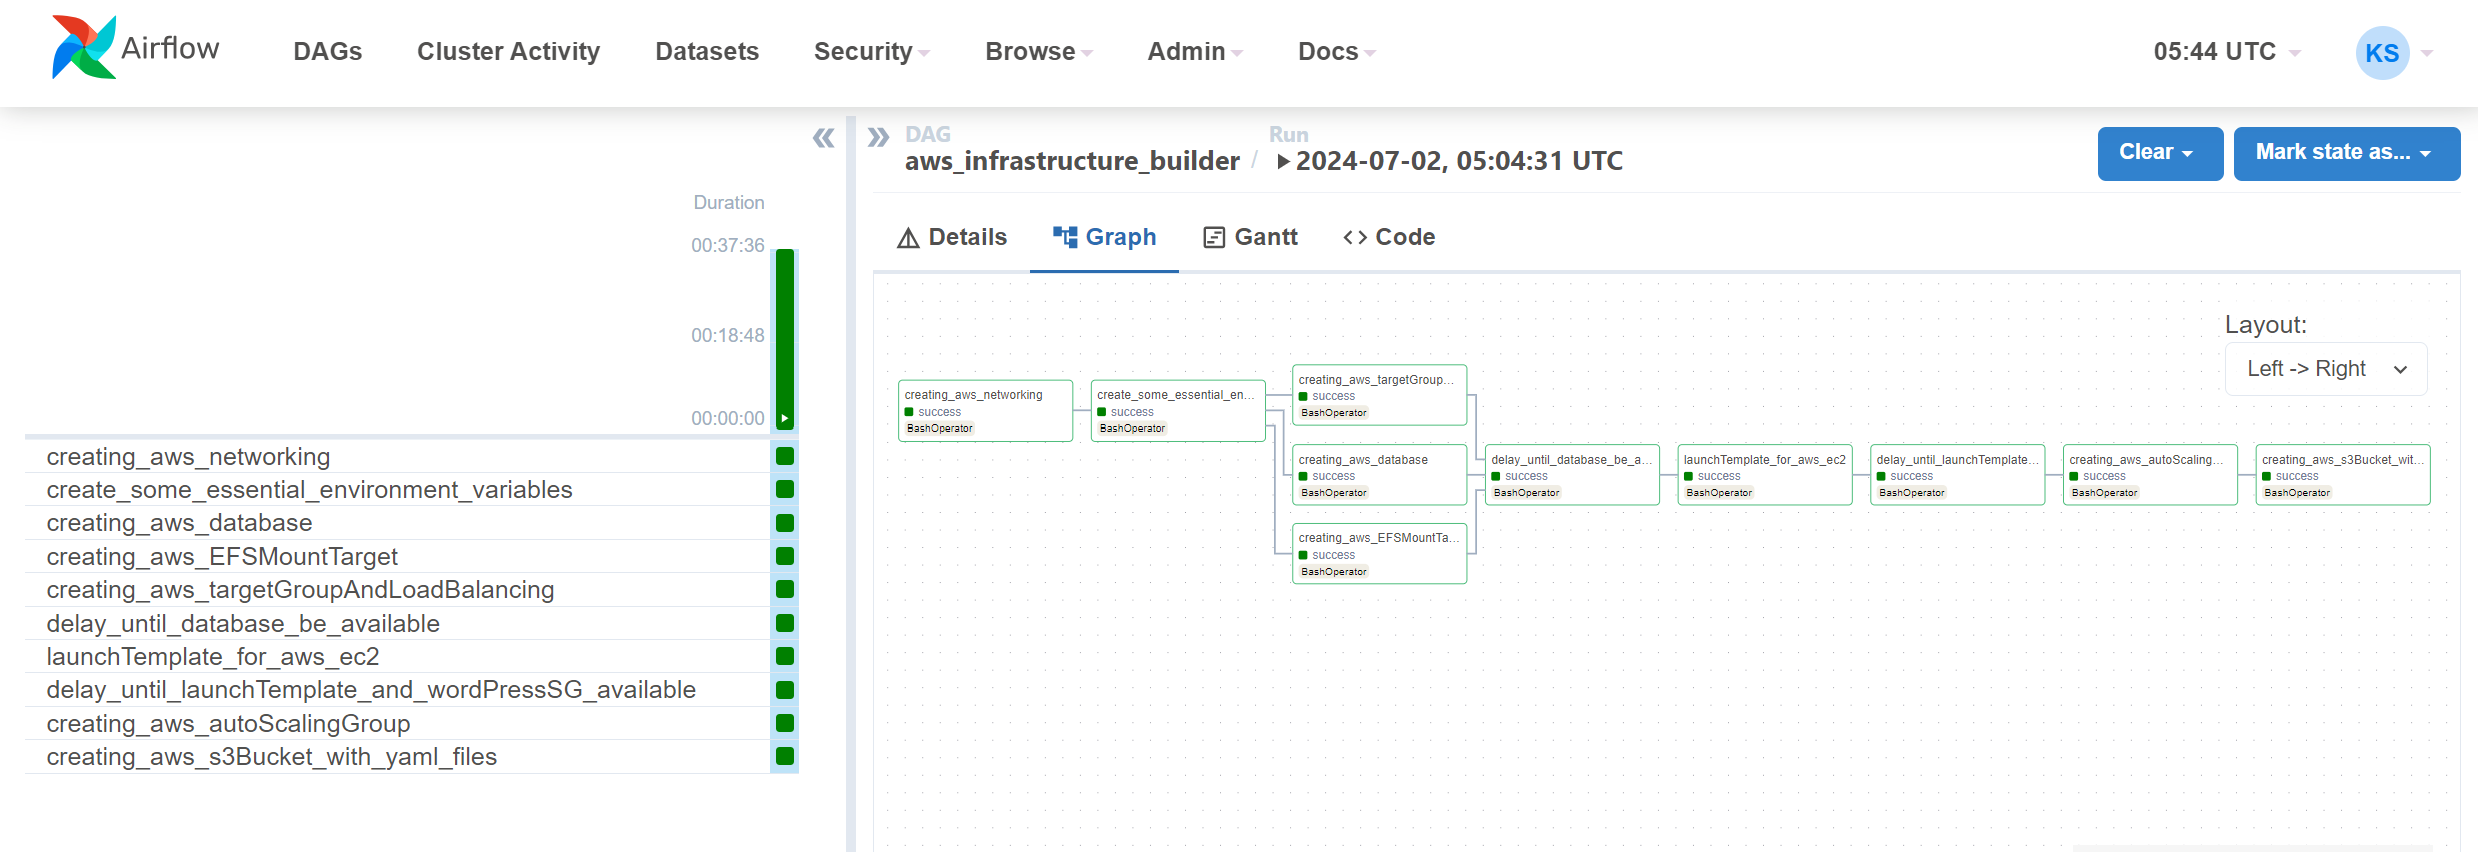 Airflow
DAGs
Cluster Activity
Datasets
Security
Browse
Admin
Docs
05:44 UTC
KS
Duration
00:37:36
00:18:48
00:00:00
creating_aws_networking
create_some_essential_environment_variables
creating_aws_database
creating_aws_EFSMountTarget
creating_aws_targetGroupAndLoadBalancing
delay_until_database_be_available
launchTemplate_for_aws_ec2
delay_until_launchTemplate_and_wordPressSG_available
creating_aws_autoScalingGroup
creating_aws_s3Bucket_with_yaml_files
DAG
aws_infrastructure_builder
/
Run
2024-07-02, 05:04:31 UTC
Clear
Mark state as...
Details
Graph
Gantt
Code
Layout:
Left -> Right
creating_aws_networking
success
BashOperator
create_some_essential_en...
success
BashOperator
creating_aws_targetGroup...
success
BashOperator
creating_aws_database
success
BashOperator
creating_aws_EFSMountTa...
success
BashOperator
delay_until_database_be_a...
success
BashOperator
launchTemplate_for_aws_ec2
success
BashOperator
delay_until_launchTemplate...
success
BashOperator
creating_aws_autoScaling...
success
BashOperator
creating_aws_s3Bucket_wit...
success
BashOperator